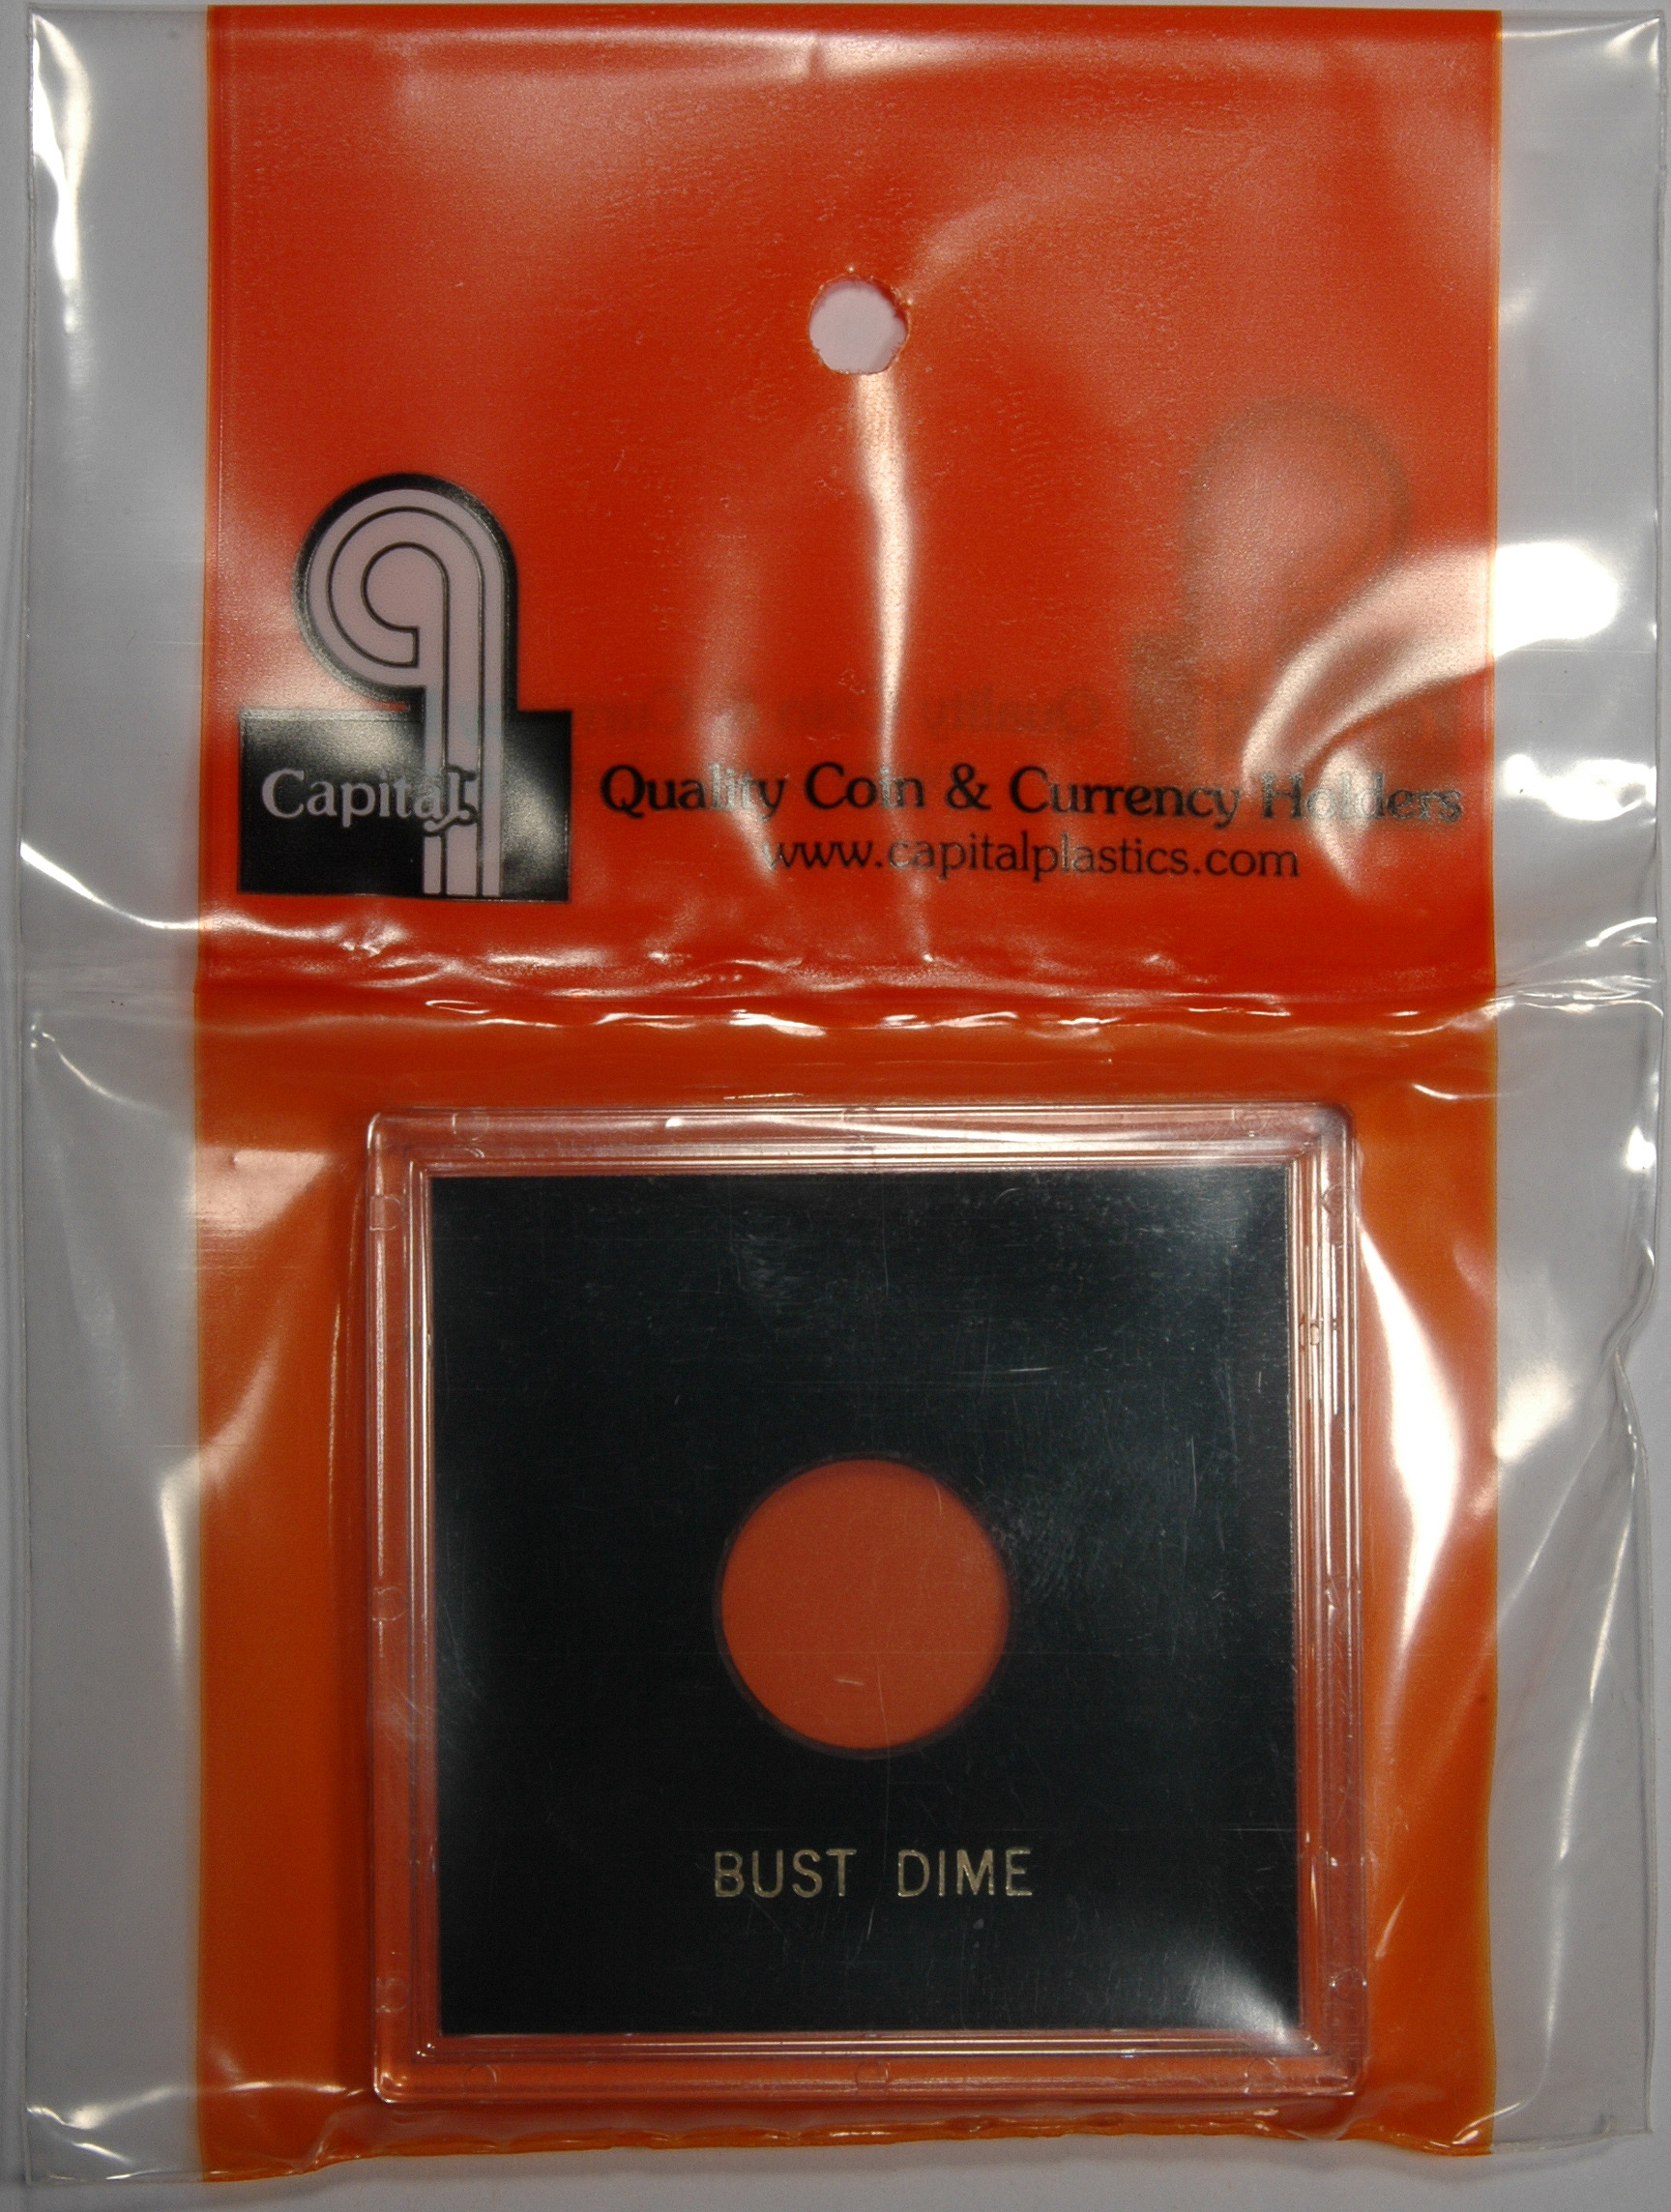 Capital®
Quality Coin & Currency Holders
www.capitalplastics.com
BUST DIME